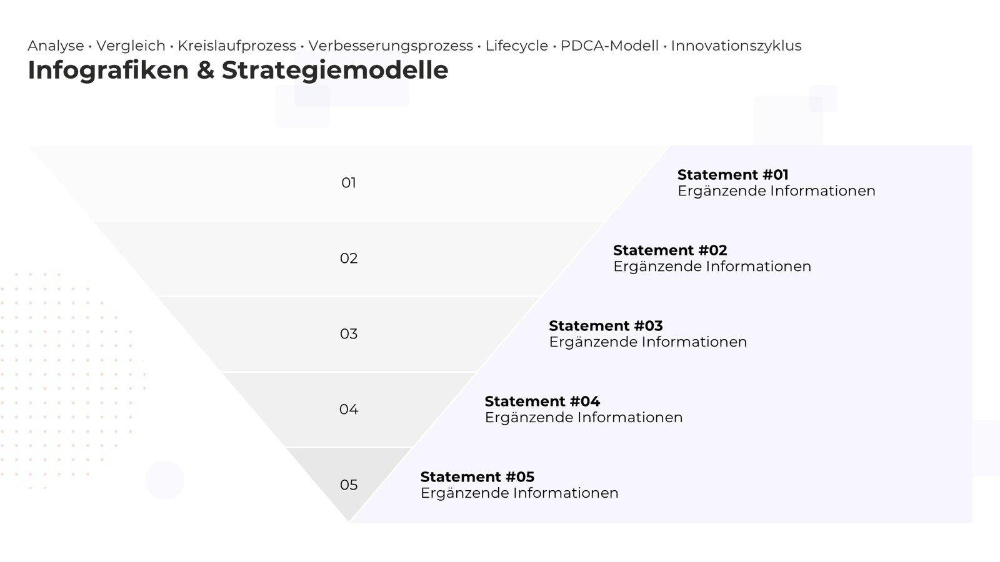 Analyse • Vergleich • Kreislaufprozess • Verbesserungsprozess • Lifecycle • PDCA-Modell • Innovationszyklus
Infografiken & Strategiemodelle
01
Statement #01
Ergänzende Informationen
02
Statement #02
Ergänzende Informationen
03
Statement #03
Ergänzende Informationen
04
Statement #04
Ergänzende Informationen
05
Statement #05
Ergänzende Informationen